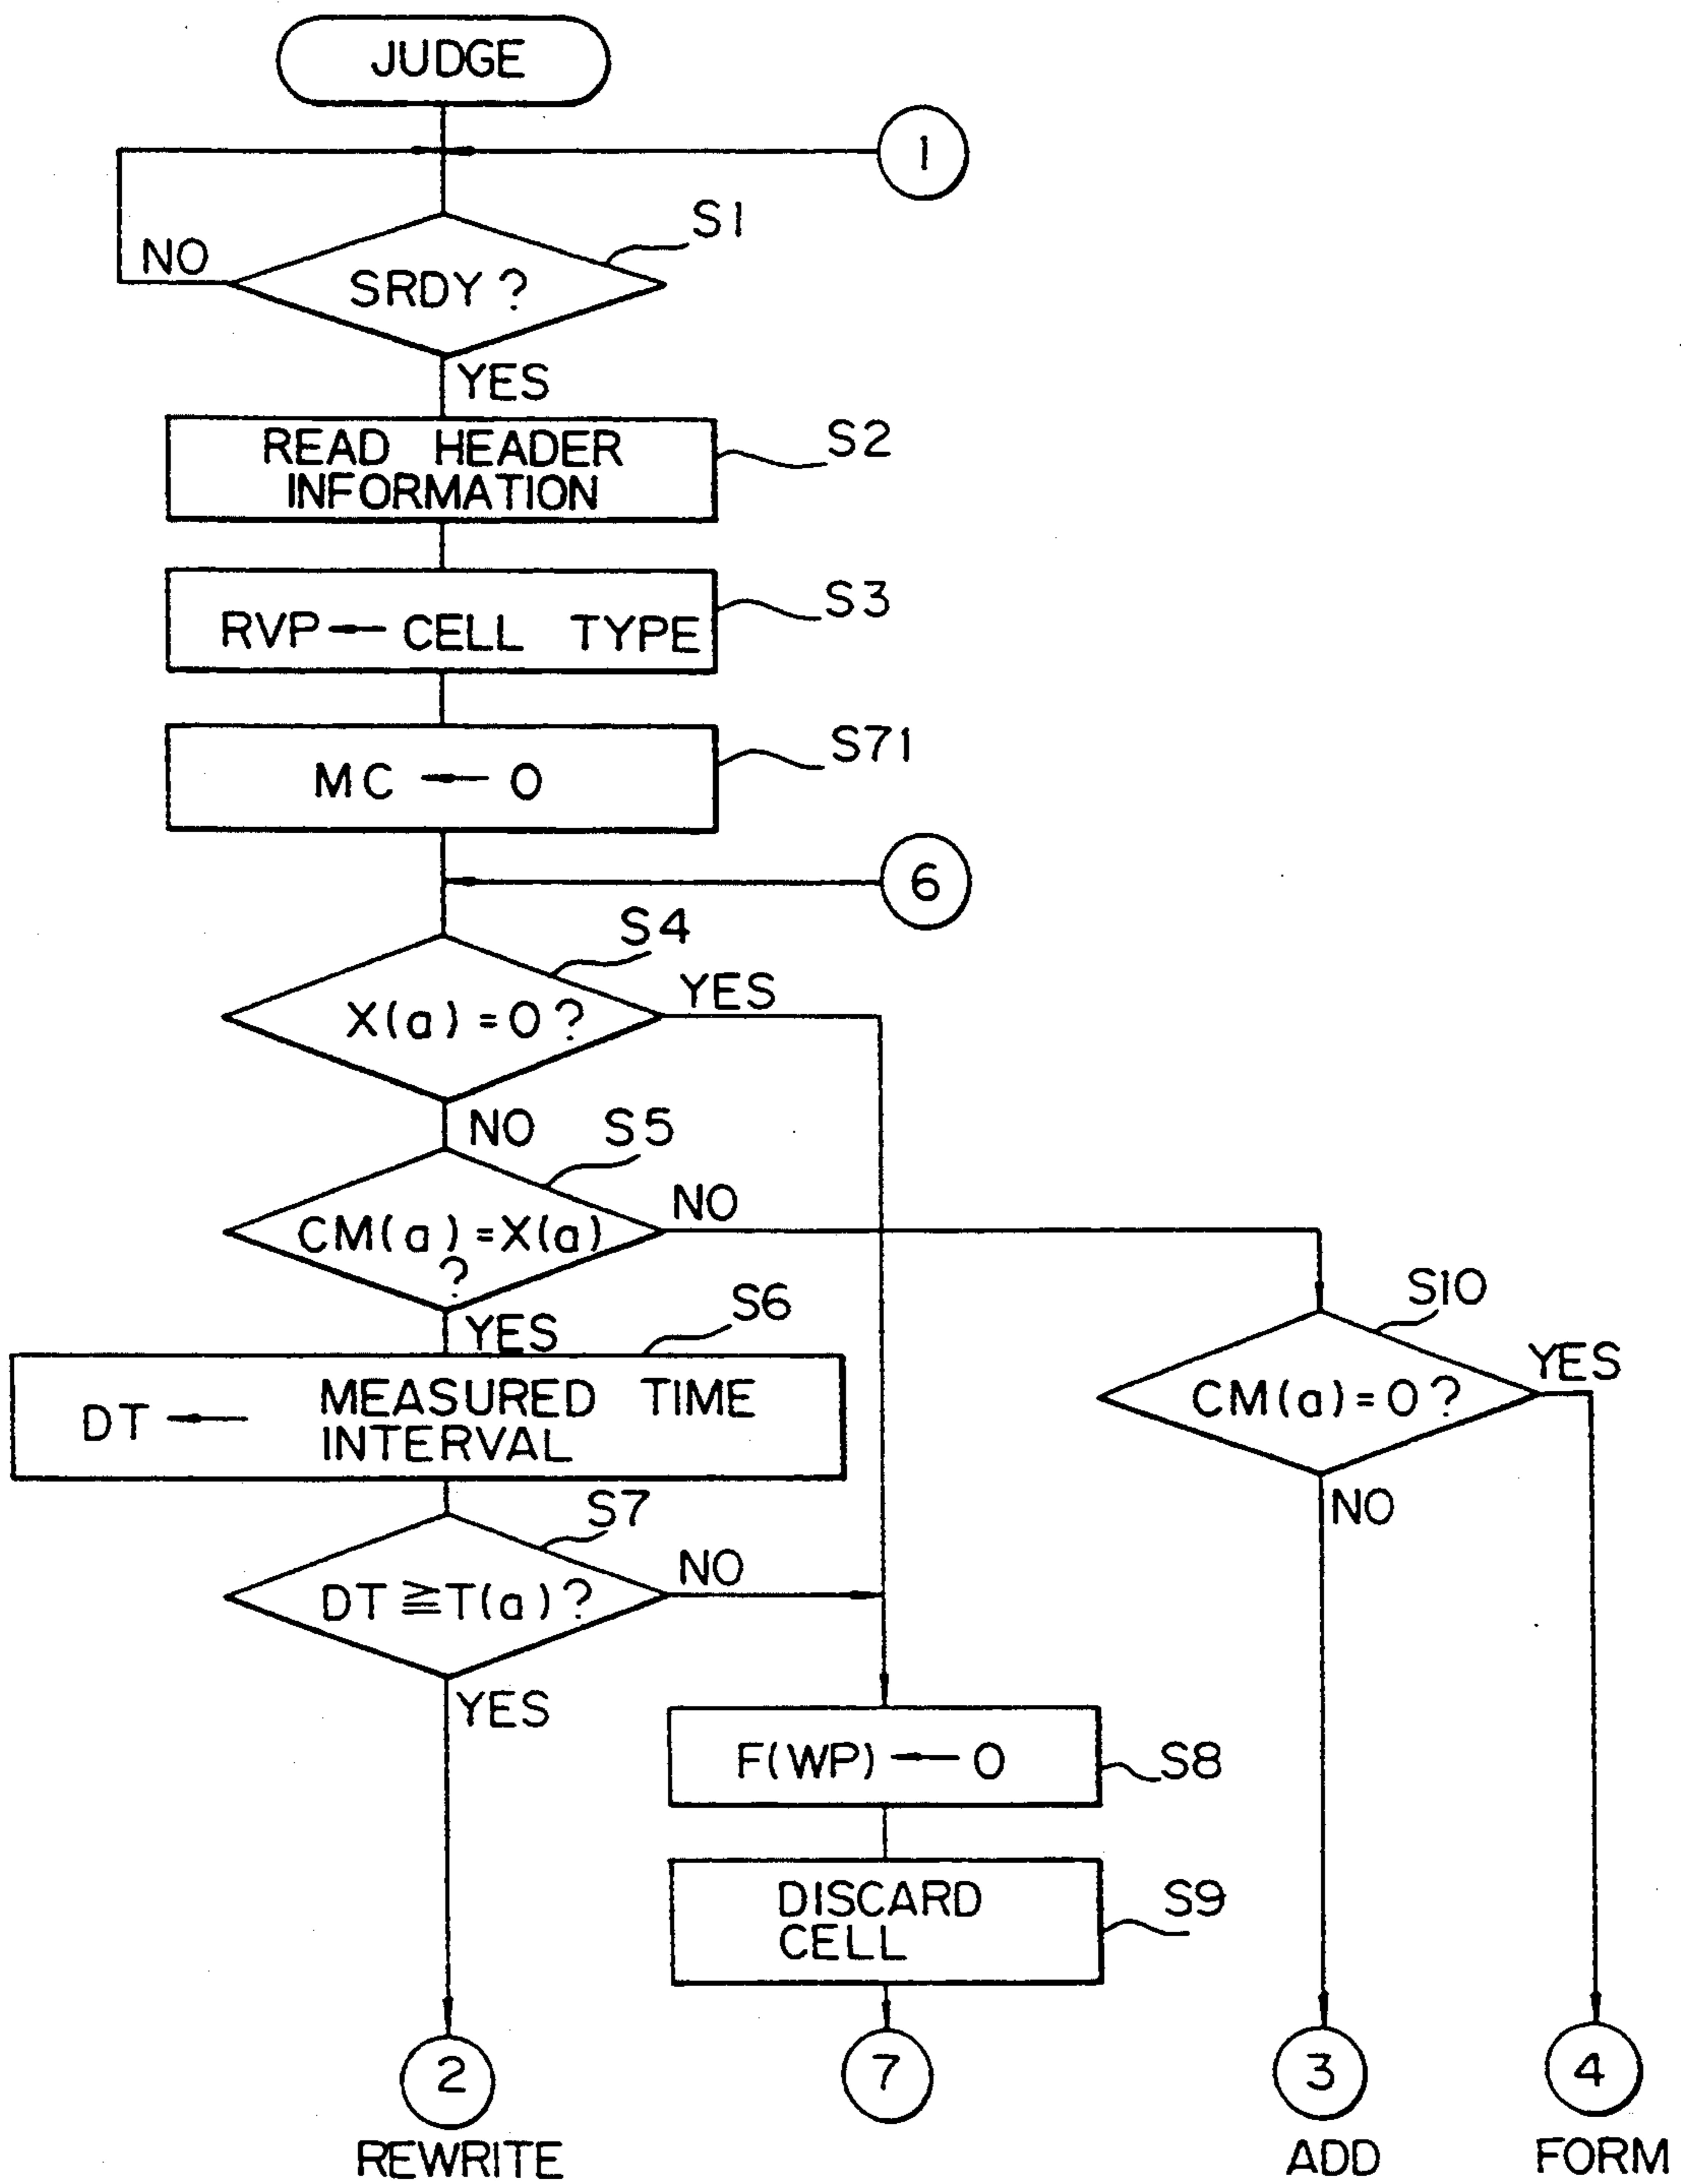 JUDGE
1
S1
NO
SRDY ?
YES
READ HEADER
INFORMATION
S2
RVP ← CELL TYPE
S3
MC ← 0
S71
6
S4
X(a) = 0 ?
YES
NO
S5
CM(a) = X(a)
?
NO
YES
S6
DT ← MEASURED TIME
INTERVAL
S10
CM(a) = 0 ?
YES
NO
S7
DT ≧ T(a) ?
NO
YES
F(WP) ← 0
S8
DISCARD
CELL
S9
2
7
3
4
REWRITE
ADD
FORM